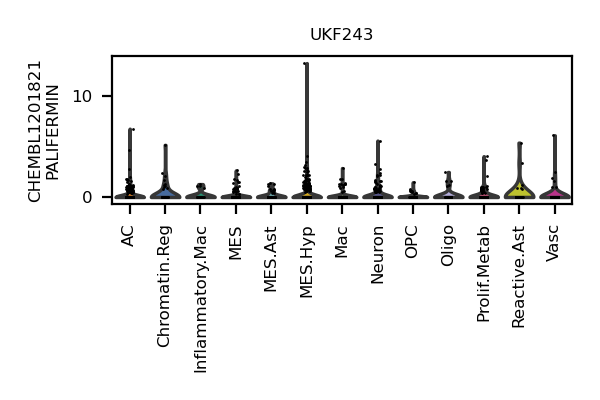 UKF243
CHEMBL1201821
PALIFERMIN
10
0
AC
Chromatin.Reg
Inflammatory.Mac
MES
MES.Ast
MES.Hyp
Mac
Neuron
OPC
Oligo
Prolif.Metab
Reactive.Ast
Vasc